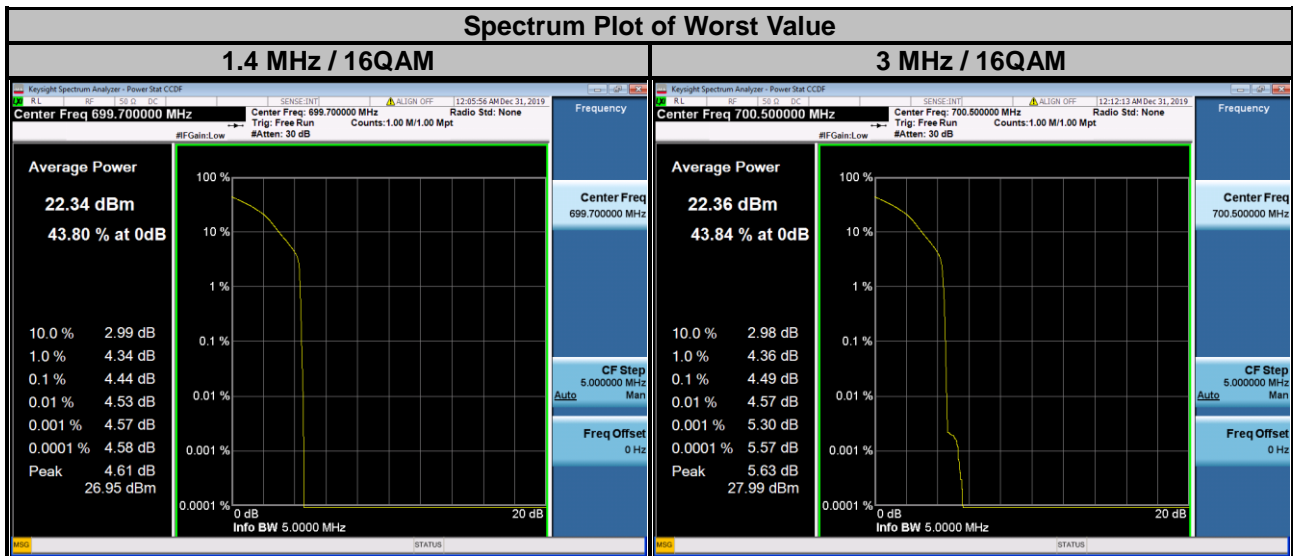 Spectrum Plot of Worst Value
1.4 MHz / 16QAM
Keysight Spectrum Analyzer - Power Stat CCDF
RL RF 50 Ω DC SENSE:INT ALIGN OFF 12:05:56 AM Dec 31, 2019
Center Freq 699.700000 MHz
Center Freq: 699.700000 MHz Radio Std: None
Trig: Free Run Counts:1.00 M/1.00 Mpt
#IFGain:Low #Atten: 30 dB
Frequency
Average Power
22.34 dBm
43.80 % at 0dB
10.0 % 2.99 dB
1.0 % 4.34 dB
0.1 % 4.44 dB
0.01 % 4.53 dB
0.001 % 4.57 dB
0.0001 % 4.58 dB
Peak 4.61 dB
26.95 dBm
100 %
10 %
1 %
0.1 %
0.01 %
0.001 %
0.0001 %
0 dB 20 dB
Info BW 5.0000 MHz
Center Freq
699.700000 MHz
CF Step
5.000000 MHz
Auto Man
Freq Offset
0 Hz
MSG STATUS
3 MHz / 16QAM
Keysight Spectrum Analyzer - Power Stat CCDF
RL RF 50 Ω DC SENSE:INT ALIGN OFF 12:12:13 AM Dec 31, 2019
Center Freq 700.500000 MHz
Center Freq: 700.500000 MHz Radio Std: None
Trig: Free Run Counts:1.00 M/1.00 Mpt
#IFGain:Low #Atten: 30 dB
Frequency
Average Power
22.36 dBm
43.84 % at 0dB
10.0 % 2.98 dB
1.0 % 4.36 dB
0.1 % 4.49 dB
0.01 % 4.57 dB
0.001 % 5.30 dB
0.0001 % 5.57 dB
Peak 5.63 dB
27.99 dBm
100 %
10 %
1 %
0.1 %
0.01 %
0.001 %
0.0001 %
0 dB 20 dB
Info BW 5.0000 MHz
Center Freq
700.500000 MHz
CF Step
5.000000 MHz
Auto Man
Freq Offset
0 Hz
MSG STATUS